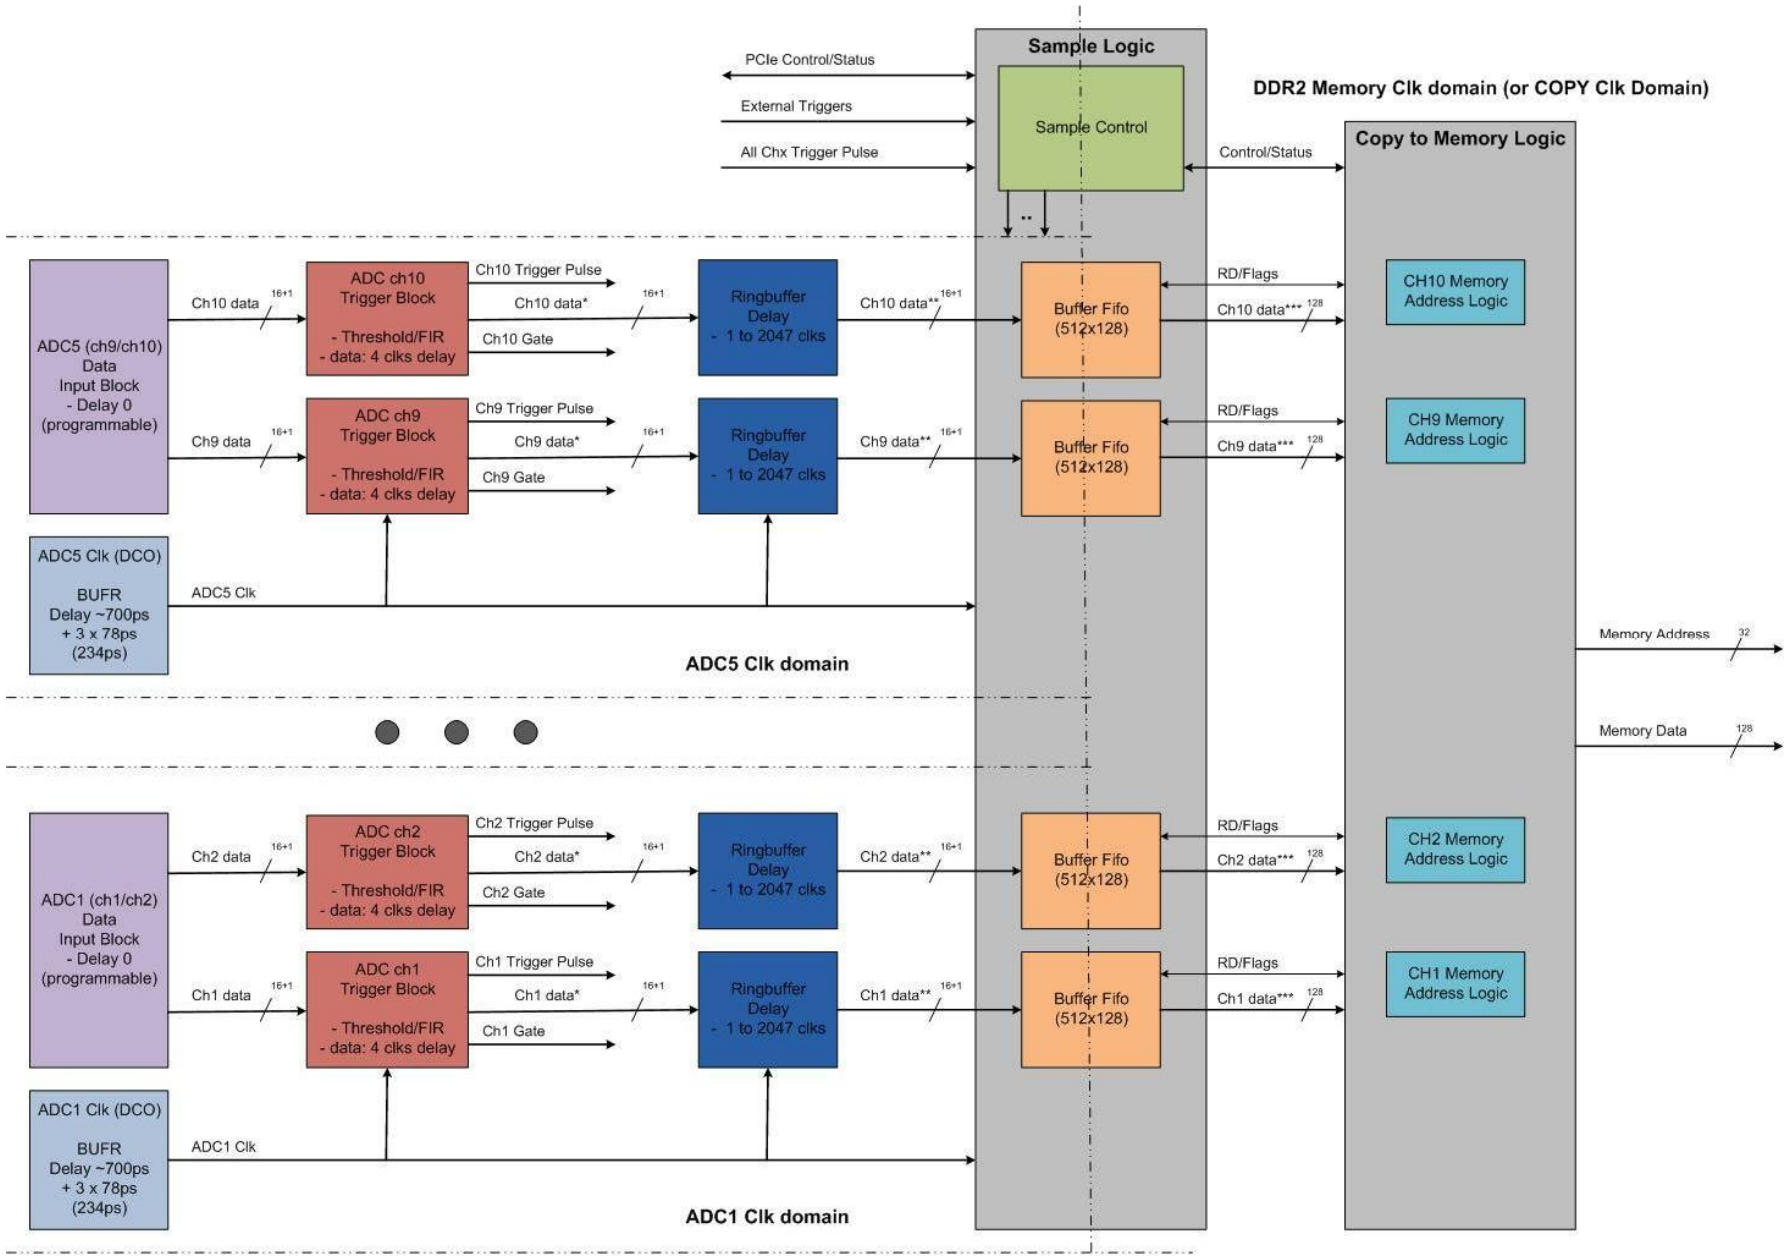 Sample Logic
PCIe Control/Status
External Triggers
All Chx Trigger Pulse
Sample Control
..
DDR2 Memory Clk domain (or COPY Clk Domain)
Copy to Memory Logic
Control/Status
ADC5 (ch9/ch10)
Data
Input Block
- Delay 0
(programmable)
Ch10 data
16+1
ADC ch10
Trigger Block
- Threshold/FIR
- data: 4 clks delay
Ch10 Trigger Pulse
Ch10 data*
16+1
Ch10 Gate
Ringbuffer
Delay
- 1 to 2047 clks
Ch10 data**
16+1
Buffer Fifo
(512x128)
RD/Flags
Ch10 data***
128
CH10 Memory
Address Logic
Ch9 data
16+1
ADC ch9
Trigger Block
- Threshold/FIR
- data: 4 clks delay
Ch9 Trigger Pulse
Ch9 data*
16+1
Ch9 Gate
Ringbuffer
Delay
- 1 to 2047 clks
Ch9 data**
16+1
Buffer Fifo
(512x128)
RD/Flags
Ch9 data***
128
CH9 Memory
Address Logic
ADC5 Clk (DCO)
BUFR
Delay ~700ps
+ 3 x 78ps
(234ps)
ADC5 Clk
ADC5 Clk domain
Memory Address
32
Memory Data
128
ADC1 (ch1/ch2)
Data
Input Block
- Delay 0
(programmable)
Ch2 data
16+1
ADC ch2
Trigger Block
- Threshold/FIR
- data: 4 clks delay
Ch2 Trigger Pulse
Ch2 data*
16+1
Ch2 Gate
Ringbuffer
Delay
- 1 to 2047 clks
Ch2 data**
16+1
Buffer Fifo
(512x128)
RD/Flags
Ch2 data***
128
CH2 Memory
Address Logic
Ch1 data
16+1
ADC ch1
Trigger Block
- Threshold/FIR
- data: 4 clks delay
Ch1 Trigger Pulse
Ch1 data*
16+1
Ch1 Gate
Ringbuffer
Delay
- 1 to 2047 clks
Ch1 data**
16+1
Buffer Fifo
(512x128)
RD/Flags
Ch1 data***
128
CH1 Memory
Address Logic
ADC1 Clk (DCO)
BUFR
Delay ~700ps
+ 3 x 78ps
(234ps)
ADC1 Clk
ADC1 Clk domain